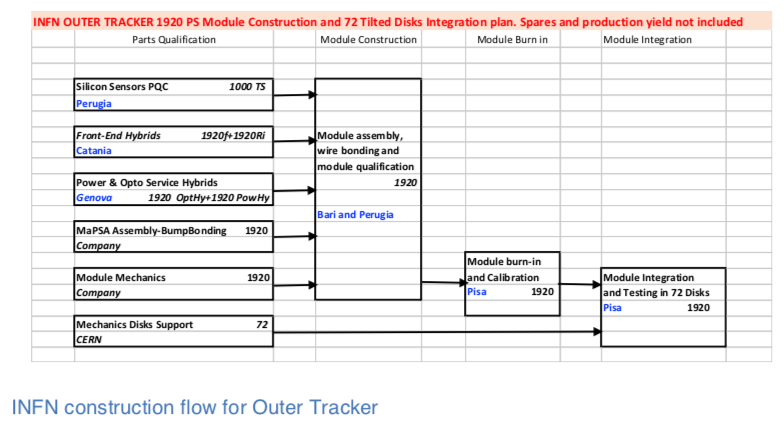 INFN OUTER TRACKER 1920 PS Module Construction and 72 Tilted Disks Integration plan. Spares and production yield not included
Parts Qualification Module Construction Module Burn in Module Integration
Silicon Sensors PQC 1000 TS
Perugia
Front-End Hybrids 1920f+1920Ri
Catania
Power & Opto Service Hybrids
Genova 1920 OptHy+1920 PowHy
MaPSA Assembly-BumpBonding 1920
Company
Module Mechanics 1920
Company
Mechanics Disks Support 72
CERN
Module assembly,
wire bonding and
module qualification
1920
Bari and Perugia
Module burn-in
and Calibration
Pisa 1920
Module Integration
and Testing in 72 Disks
Pisa 1920
INFN construction flow for Outer Tracker